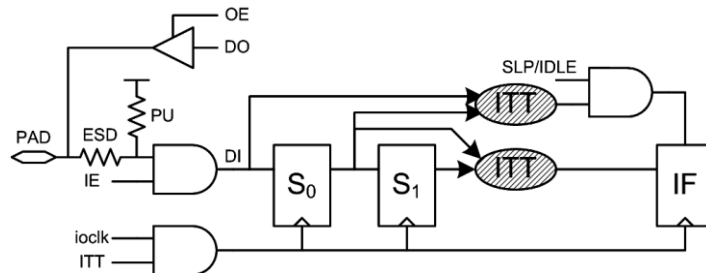 OE
DO
SLP/IDLE
ITT
PU
PAD
ESD
DI
IE
S0
S1
ITT
IF
ioclk
ITT